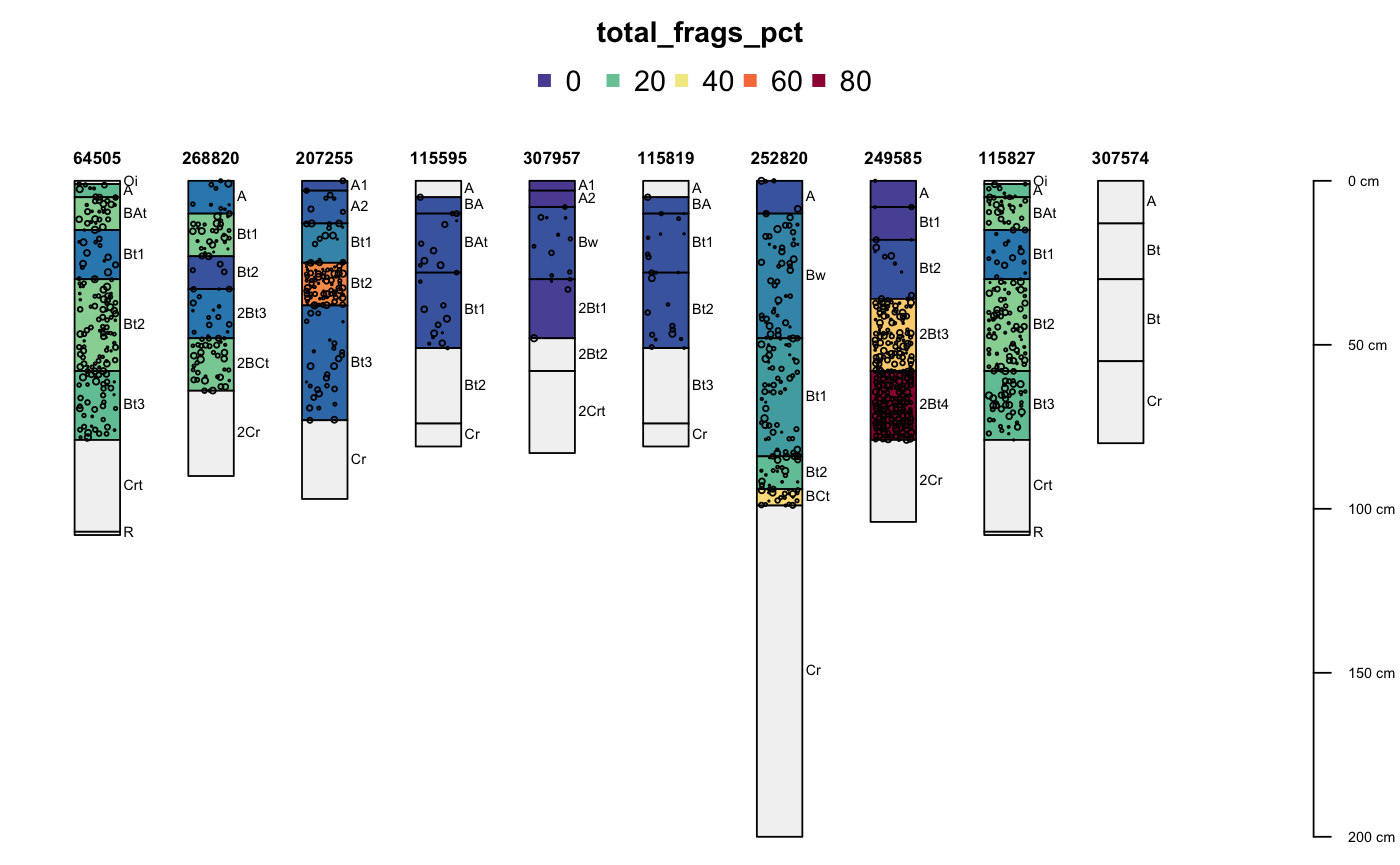 total_frags_pct
0 20 40 60 80
64505 268820 207255 115595 307957 115819 252820 249585 115827 307574
Oi
A
BAt
Bt1
Bt2
Bt3
Crt
R
A
Bt1
Bt2
2Bt3
2BCt
2Cr
A1
A2
Bt1
Bt2
Bt3
Cr
A
BA
BAt
Bt1
Bt2
Cr
A1
A2
Bw
2Bt1
2Bt2
2Crt
A
BA
Bt1
Bt2
Bt3
Cr
A
Bw
Bt1
Bt2
BCt
Cr
A
Bt1
Bt2
2Bt3
2Bt4
2Cr
Oi
A
BAt
Bt1
Bt2
Bt3
Crt
R
A
Bt
Bt
Cr
0 cm
50 cm
100 cm
150 cm
200 cm